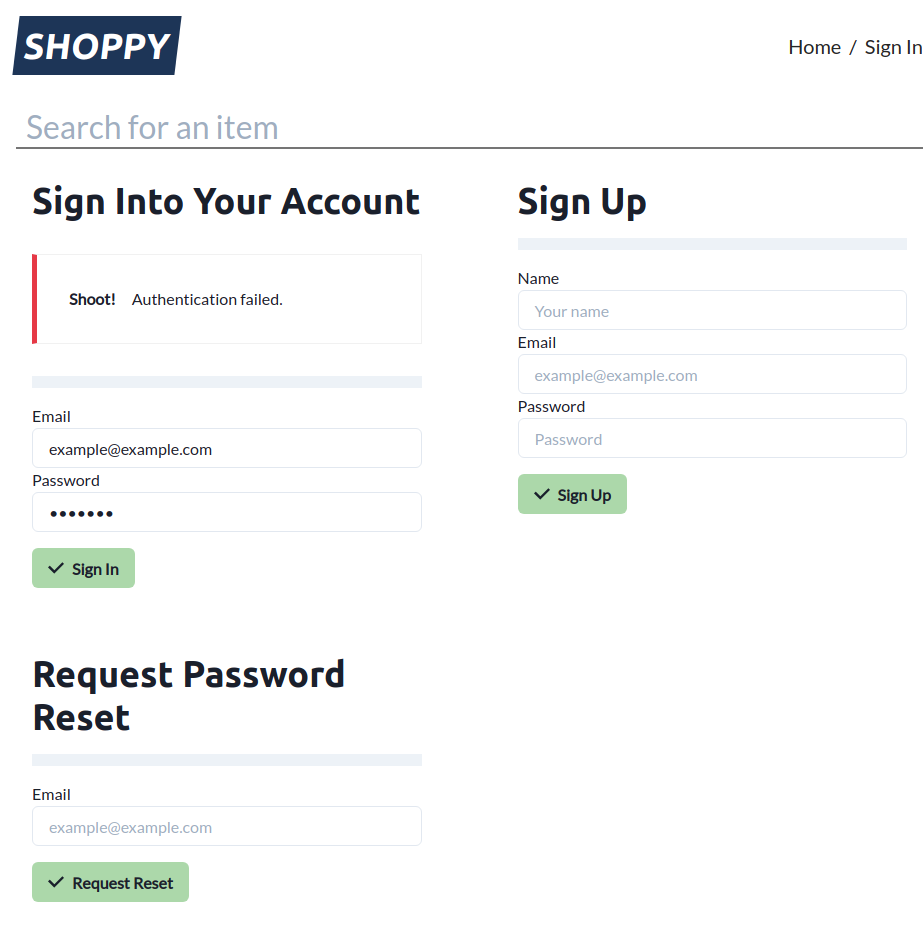 SHOPPY
Home / Sign In
Search for an item
Sign Into Your Account
Shoot! Authentication failed.
Email
example@example.com
Password
•••••••
Sign In
Request Password
Reset
Email
example@example.com
Request Reset
Sign Up
Name
Your name
Email
example@example.com
Password
Password
Sign Up